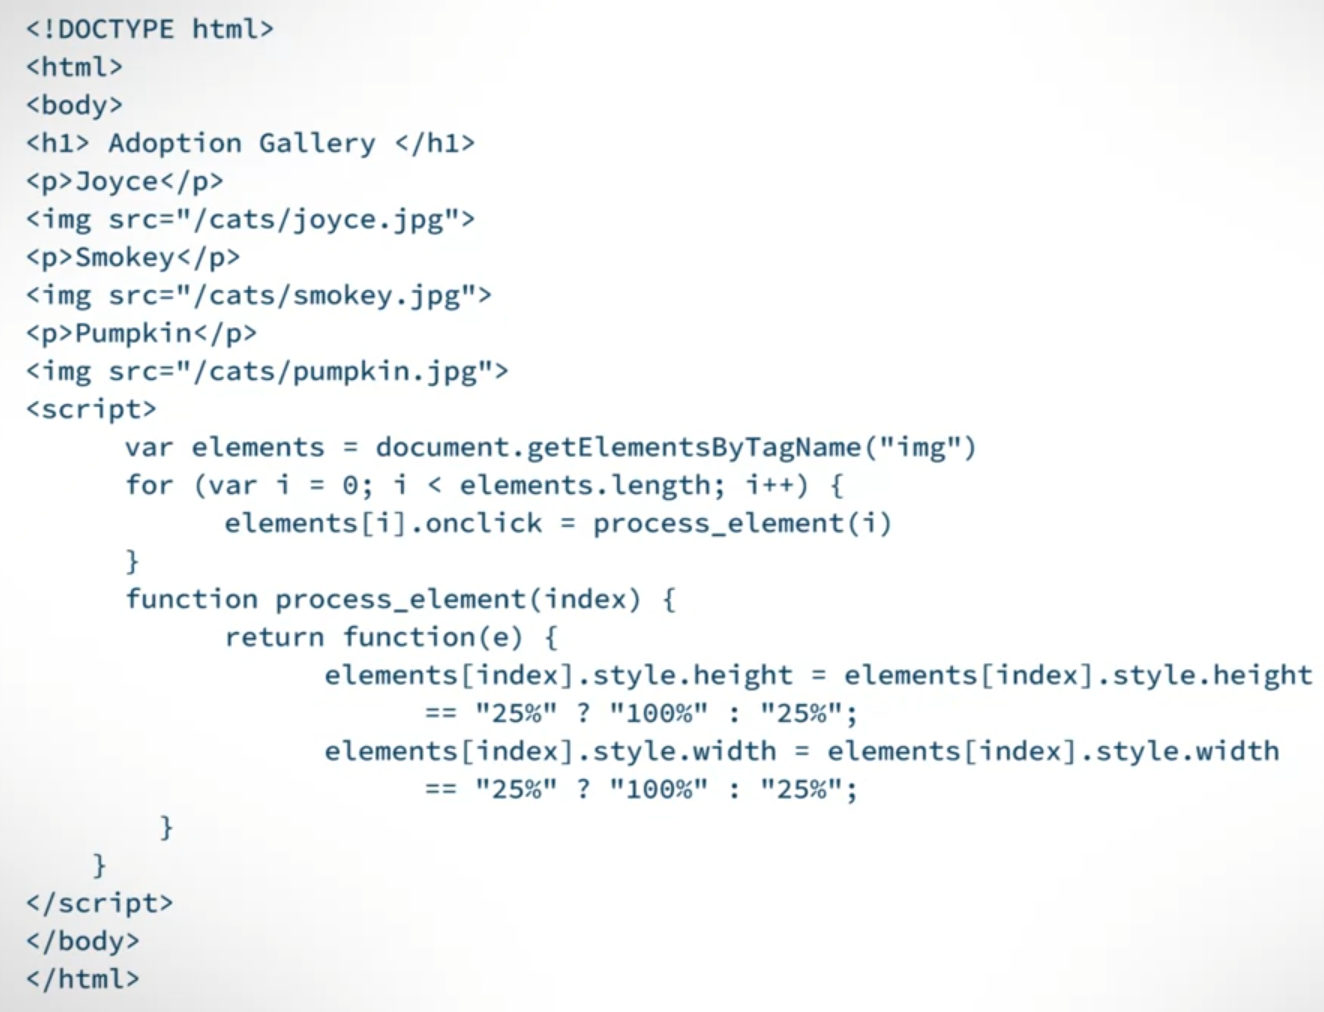 <!DOCTYPE html>
<html>
<body>
<h1> Adoption Gallery </h1>
<p>Joyce</p>
<img src="/cats/joyce.jpg">
<p>Smokey</p>
<img src="/cats/smokey.jpg">
<p>Pumpkin</p>
<img src="/cats/pumpkin.jpg">
<script>
      var elements = document.getElementsByTagName("img")
      for (var i = 0; i < elements.length; i++) {
            elements[i].onclick = process_element(i)
      }
      function process_element(index) {
            return function(e) {
                  elements[index].style.height = elements[index].style.height
                        == "25%" ? "100%" : "25%";
                  elements[index].style.width = elements[index].style.width
                        == "25%" ? "100%" : "25%";
        }
    }
</script>
</body>
</html>